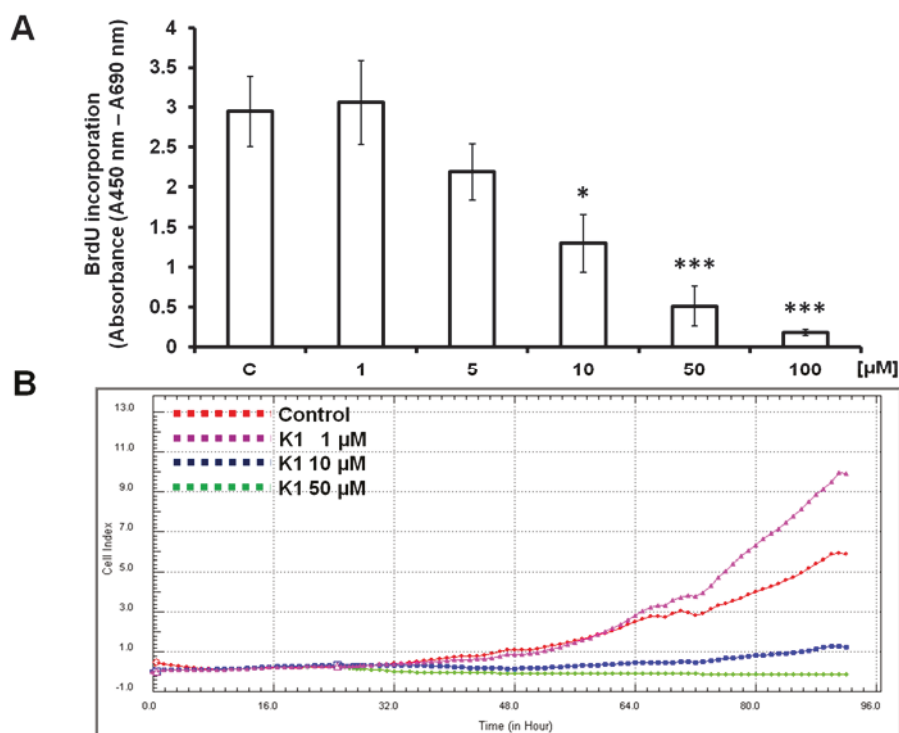 A
BrdU incorporation
(Absorbance (A450 nm – A690 nm)
4
3.5
3
2.5
2
1.5
1
0.5
0
*
***
***
C 1 5 10 50 100 [µM]
B
Cell Index
13.0
11.0
9.0
7.0
5.0
3.0
1.0
-1.0
Control
K1 1 µM
K1 10 µM
K1 50 µM
0.0 16.0 32.0 48.0 64.0 80.0 96.0
Time (in Hour)